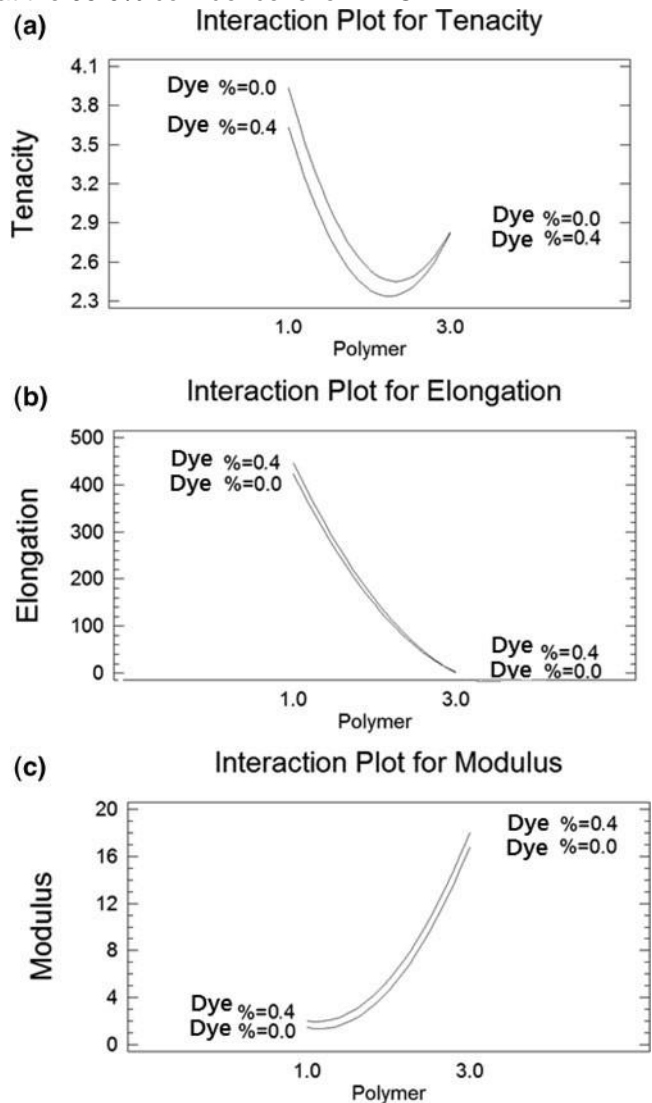 (a) Interaction Plot for Tenacity
4.1
3.8
3.5
3.2
2.9
2.6
2.3
Tenacity
Dye %=0.0
Dye %=0.4
Dye %=0.0
Dye %=0.4
1.0 3.0
Polymer
(b) Interaction Plot for Elongation
500
400
300
200
100
0
Elongation
Dye %=0.4
Dye %=0.0
Dye %=0.4
Dye %=0.0
1.0 3.0
Polymer
(c) Interaction Plot for Modulus
20
16
12
8
4
0
Modulus
Dye %=0.4
Dye %=0.0
Dye %=0.4
Dye %=0.0
1.0 3.0
Polymer